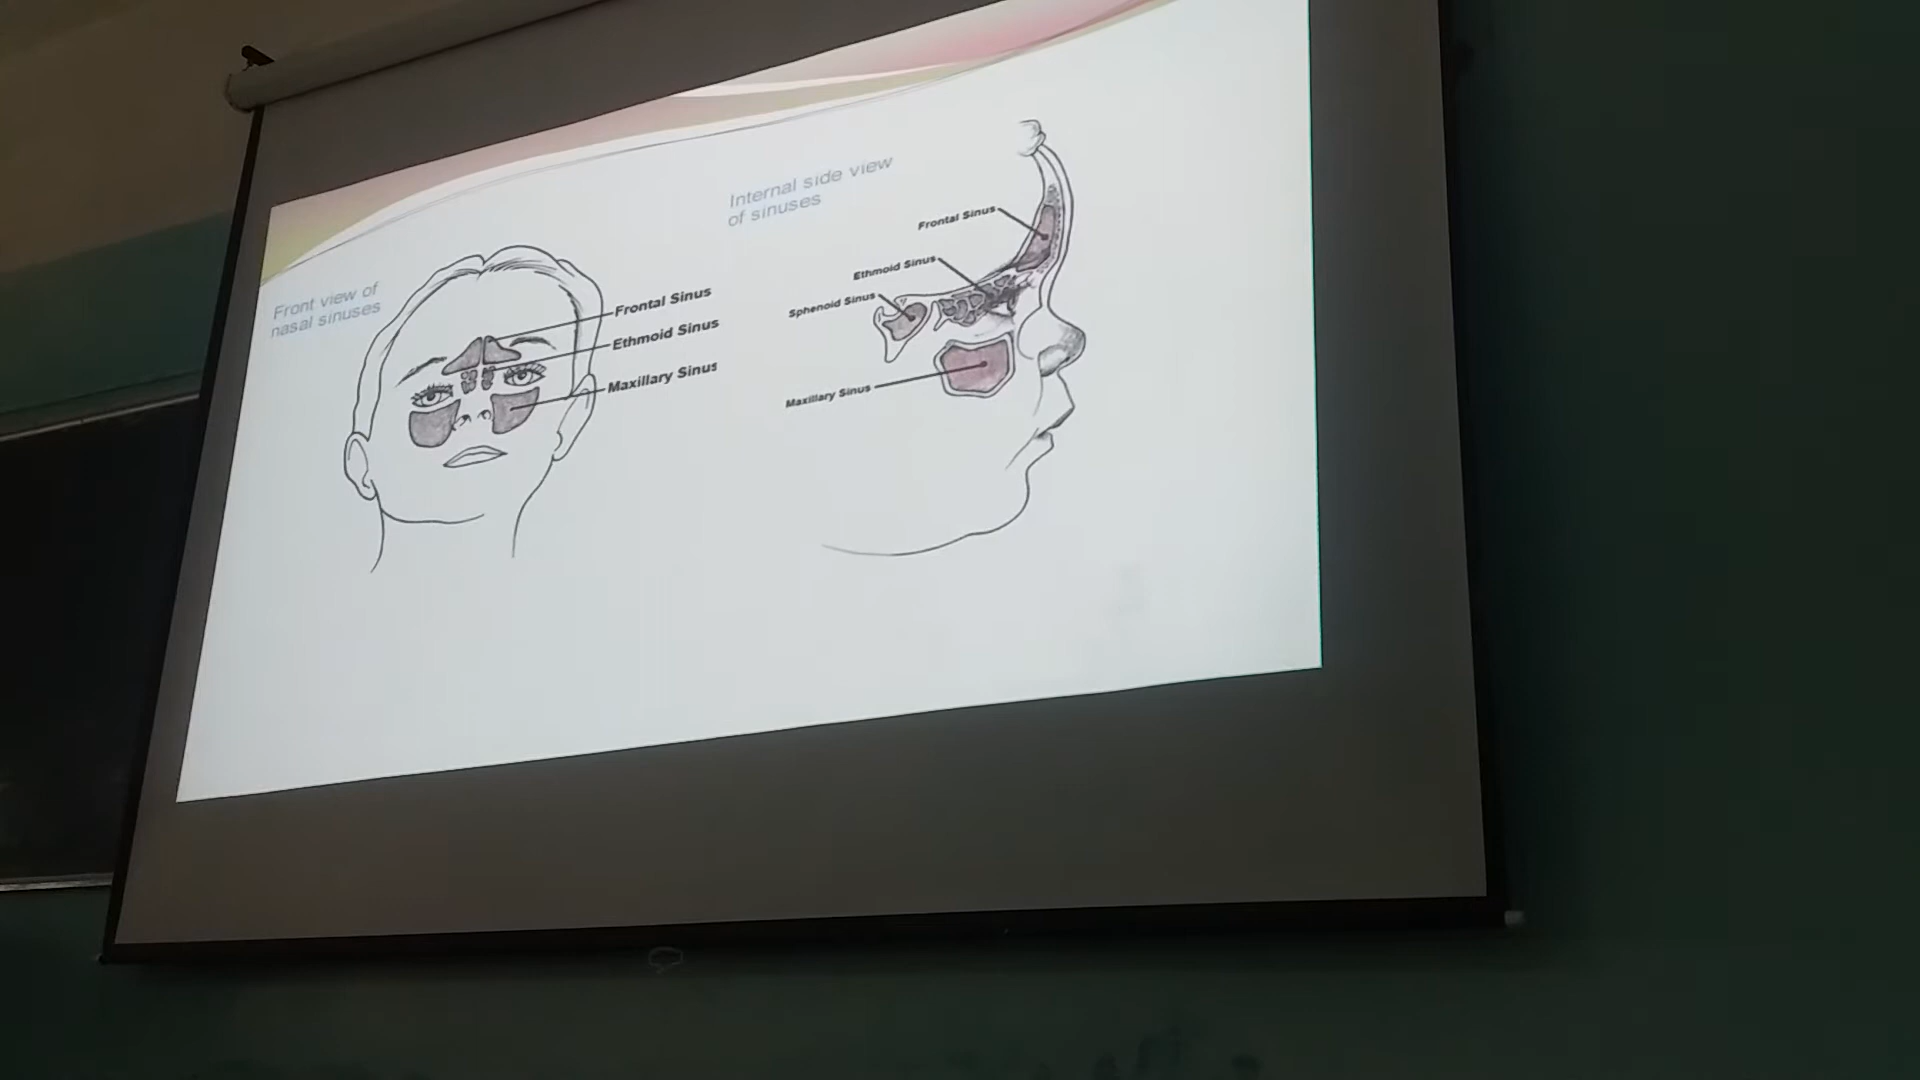 Front view of
nasal sinuses
Frontal Sinus
Ethmoid Sinus
Maxillary Sinus
Internal side view
of sinuses
Frontal Sinus
Ethmoid Sinus
Sphenoid Sinus
Maxillary Sinus